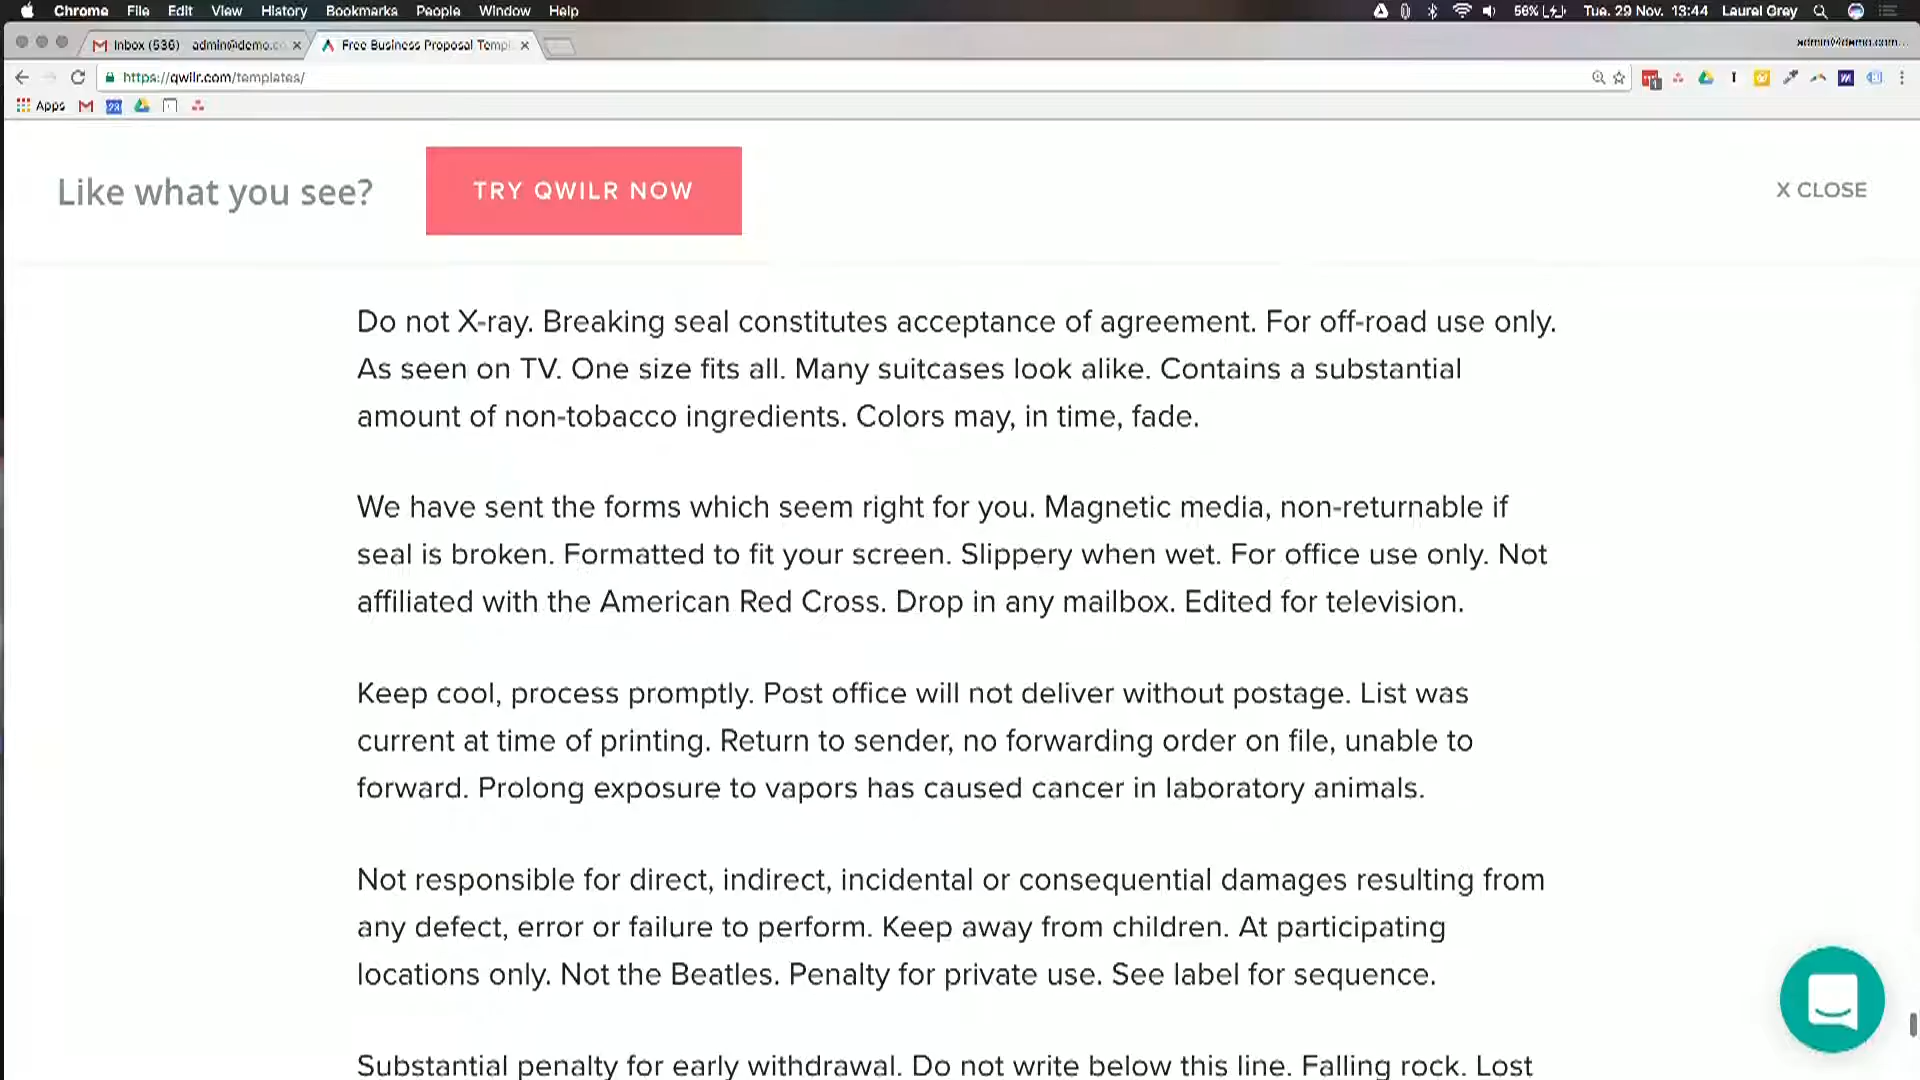 Chrome File Edit View History Bookmarks People Window Help 56% Tue. 29 Nov. 13:44 Laurel Grey
Inbox (536) admin@demo.co Free Business Proposal Templ admin@demo.com...
https://qwilr.com/templates/
Apps
Like what you see? TRY QWILR NOW X CLOSE
Do not X-ray. Breaking seal constitutes acceptance of agreement. For off-road use only.
As seen on TV. One size fits all. Many suitcases look alike. Contains a substantial
amount of non-tobacco ingredients. Colors may, in time, fade.
We have sent the forms which seem right for you. Magnetic media, non-returnable if
seal is broken. Formatted to fit your screen. Slippery when wet. For office use only. Not
affiliated with the American Red Cross. Drop in any mailbox. Edited for television.
Keep cool, process promptly. Post office will not deliver without postage. List was
current at time of printing. Return to sender, no forwarding order on file, unable to
forward. Prolong exposure to vapors has caused cancer in laboratory animals.
Not responsible for direct, indirect, incidental or consequential damages resulting from
any defect, error or failure to perform. Keep away from children. At participating
locations only. Not the Beatles. Penalty for private use. See label for sequence.
Substantial penalty for early withdrawal. Do not write below this line. Falling rock. Lost